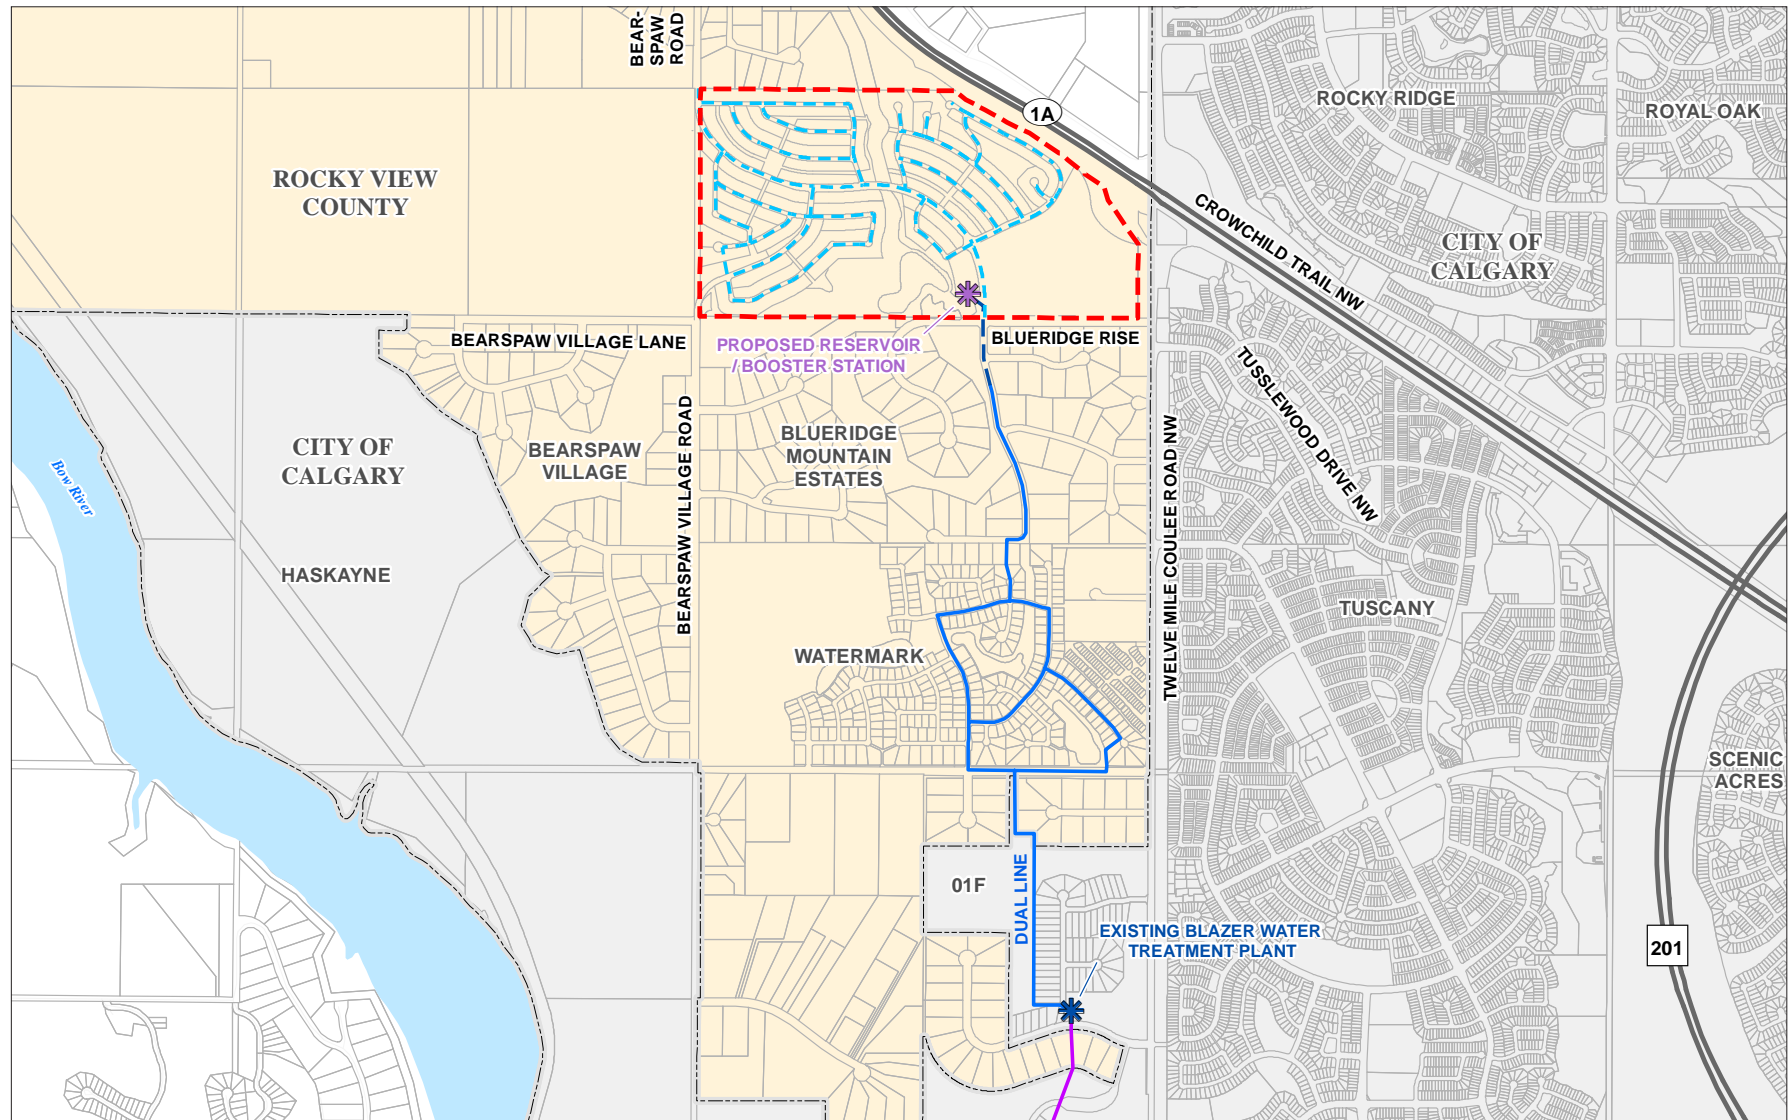 BEAR-
SPAW
ROAD
1A
ROCKY RIDGE
ROYAL OAK
ROCKY VIEW
COUNTY
CROWCHILD TRAIL NW
CITY OF
CALGARY
BEARSPAW VILLAGE LANE
PROPOSED RESERVOIR
/ BOOSTER STATION
BLUERIDGE RISE
TUSSLEWOOD DRIVE NW
CITY OF
CALGARY
Bow River
BEARSPAW
VILLAGE
BEARSPAW VILLAGE ROAD
BLUERIDGE
MOUNTAIN
ESTATES
TWELVE MILE COULEE ROAD NW
HASKAYNE
TUSCANY
WATERMARK
SCENIC
ACRES
01F
DUAL LINE
EXISTING BLAZER WATER
TREATMENT PLANT
201